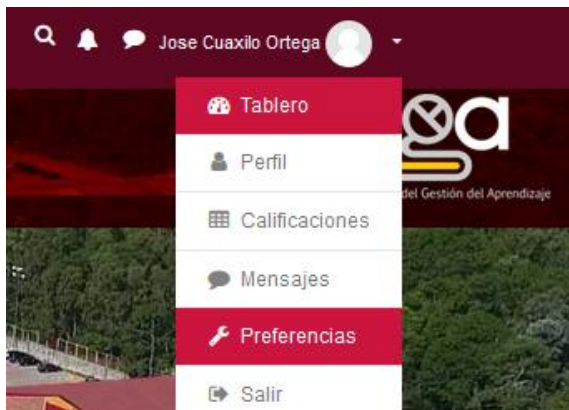 Jose Cuaxilo Ortega
Tablero
Perfil
del Gestión del Aprendizaje
Calificaciones
Mensajes
Preferencias
Salir